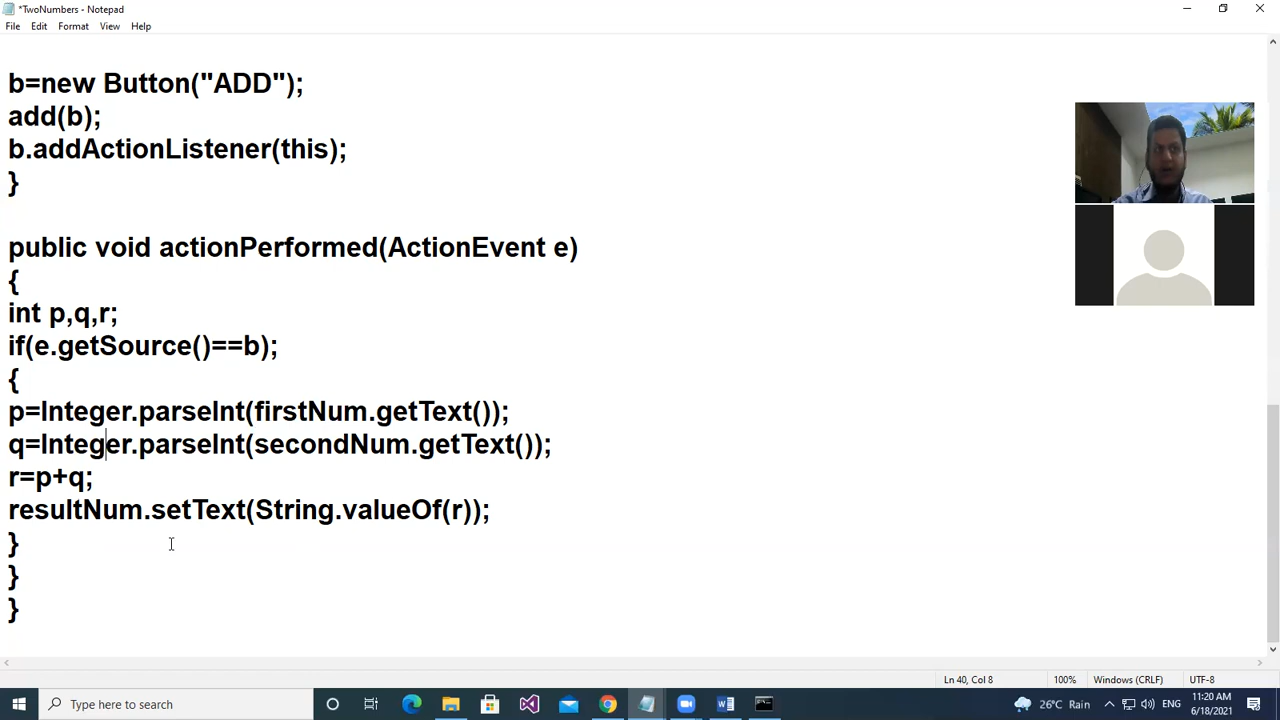 *TwoNumbers - Notepad
File Edit Format View Help
b=new Button("ADD");
add(b);
b.addActionListener(this);
}
public void actionPerformed(ActionEvent e)
{
int p,q,r;
if(e.getSource()==b);
{
p=Integer.parseInt(firstNum.getText());
q=Integer.parseInt(secondNum.getText());
r=p+q;
resultNum.setText(String.valueOf(r));
}
}
}
Ln 40, Col 8 100% Windows (CRLF) UTF-8
Type here to search 26°C Rain ENG 11:20 AM
6/18/2021